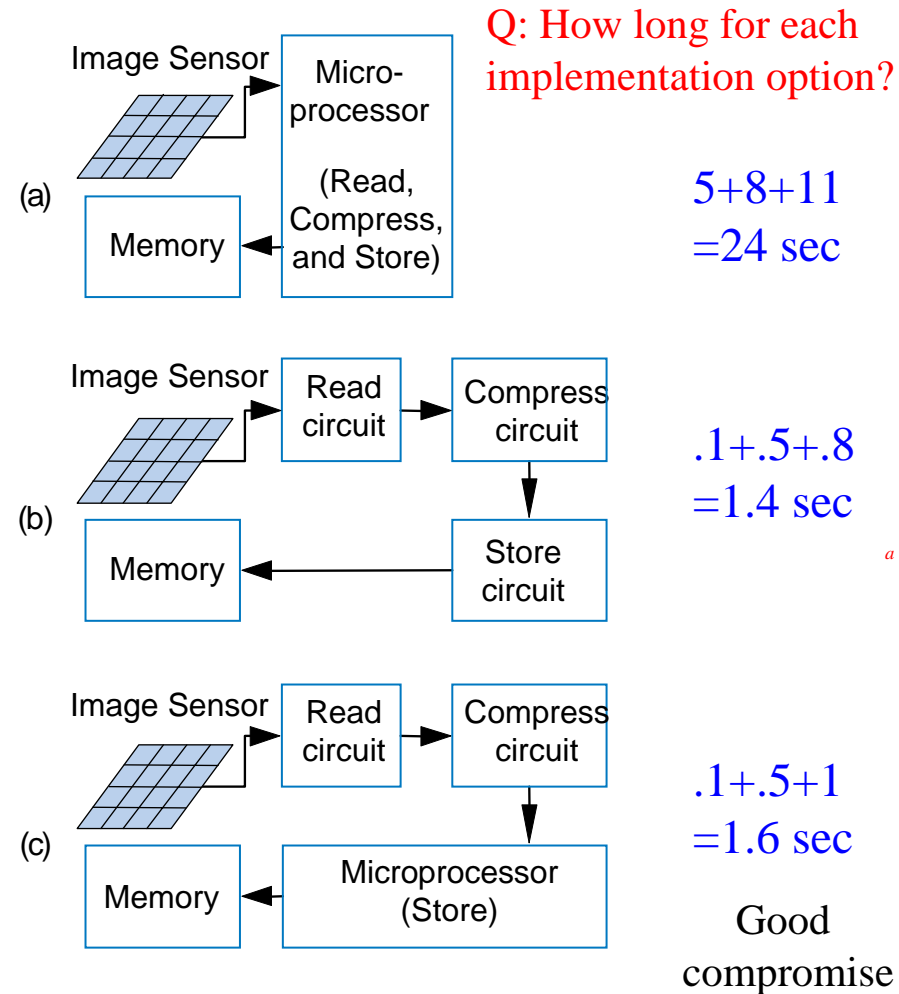 Q: How long for each
implementation option?
(a)
Image Sensor
Micro-
processor
(Read,
Compress,
and Store)
Memory
5+8+11
=24 sec
(b)
Image Sensor
Read
circuit
Compress
circuit
Store
circuit
Memory
.1+.5+.8
=1.4 sec
a
(c)
Image Sensor
Read
circuit
Compress
circuit
Microprocessor
(Store)
Memory
.1+.5+1
=1.6 sec
Good
compromise